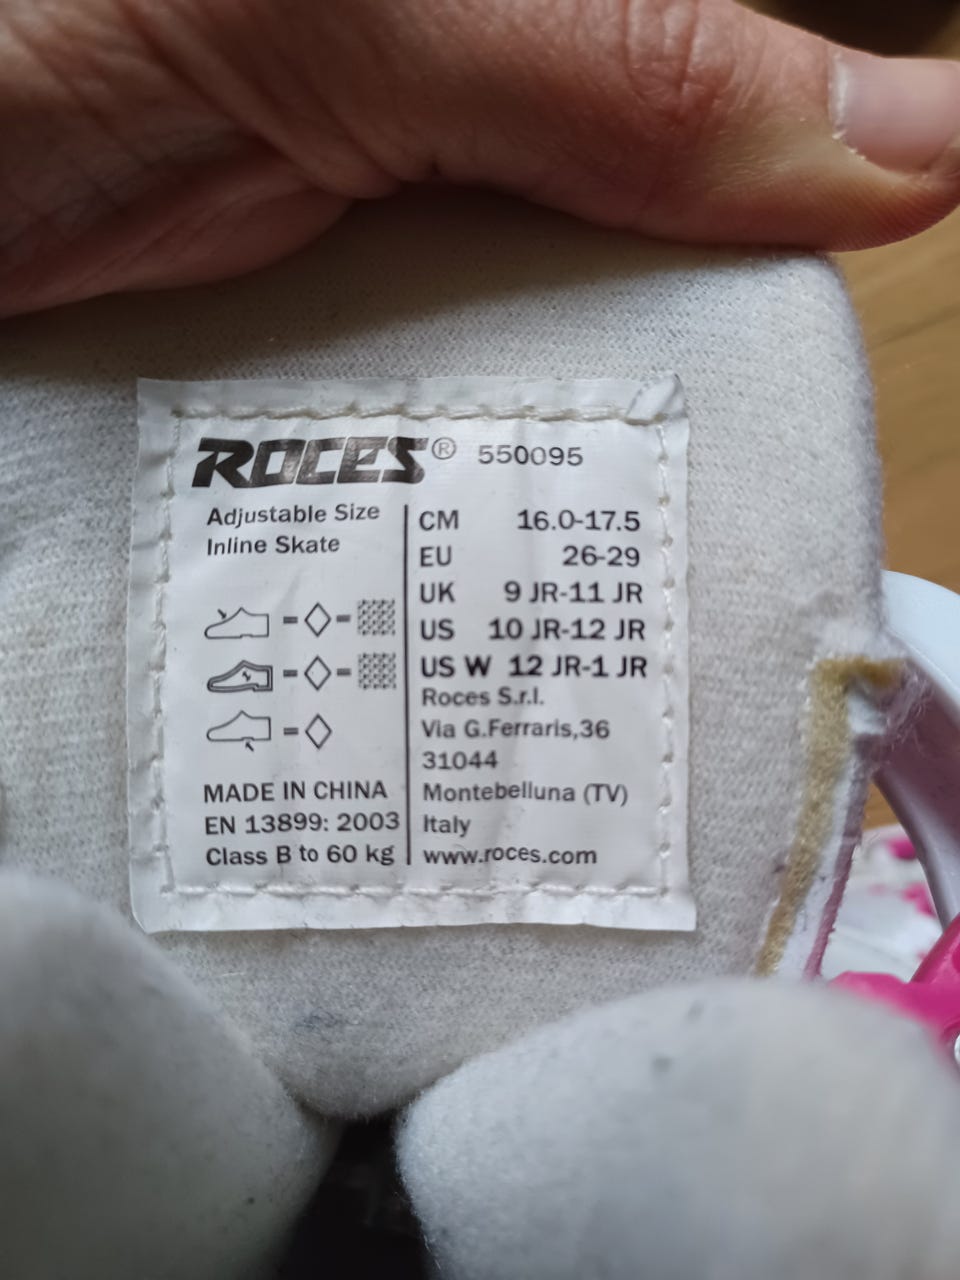 ROCES® 550095
Adjustable Size
Inline Skate
MADE IN CHINA
EN 13899: 2003
Class B to 60 kg
CM 16.0-17.5
EU 26-29
UK 9 JR-11 JR
US 10 JR-12 JR
US W 12 JR-1 JR
Roces S.r.l.
Via G.Ferraris,36
31044
Montebelluna (TV)
Italy
www.roces.com